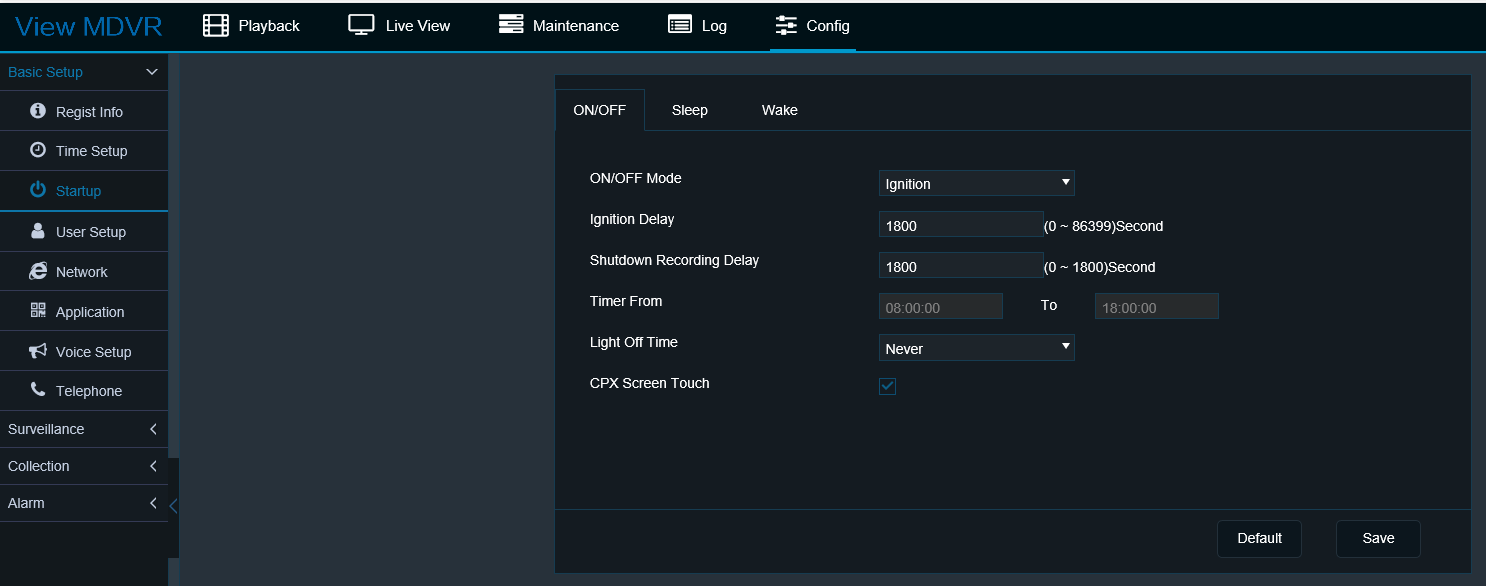 View MDVR
Playback
Live View
Maintenance
Log
Config
Basic Setup
Regist Info
Time Setup
Startup
User Setup
Network
Application
Voice Setup
Telephone
Surveillance
Collection
Alarm
ON/OFF Sleep Wake
ON/OFF Mode Ignition
Ignition Delay 1800 (0 ~ 86399)Second
Shutdown Recording Delay 1800 (0 ~ 1800)Second
Timer From 08:00:00 To 18:00:00
Light Off Time Never
CPX Screen Touch
Default Save